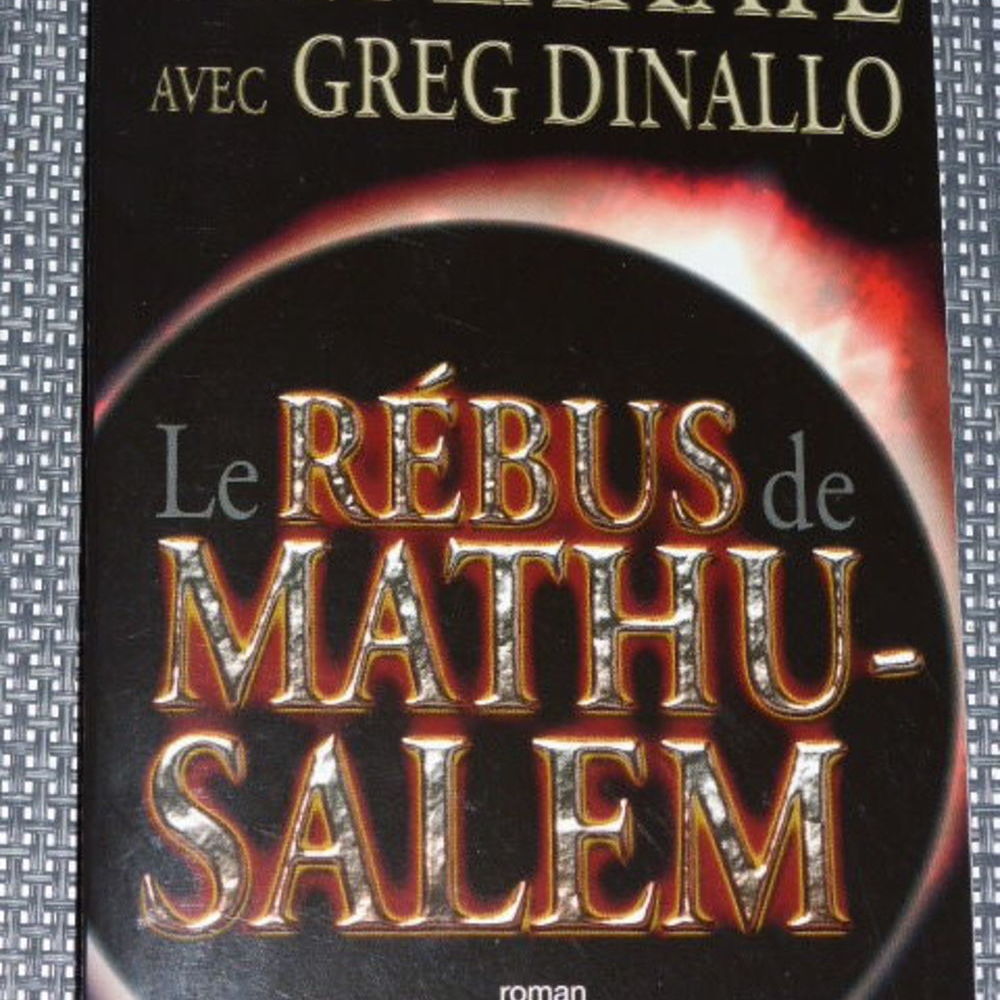 AVEC GREG DINALLO
Le RÉBUS de
MATHU-
SALEM
roman